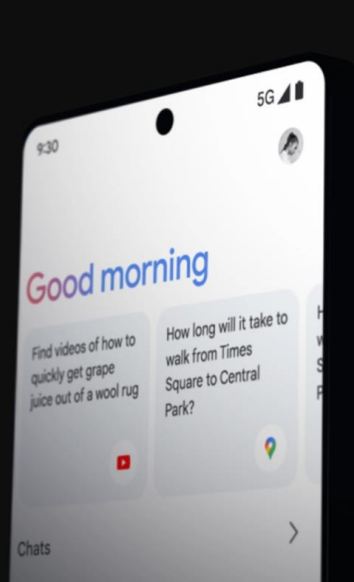 9:30
5G
Good morning
Find videos of how to
quickly get grape
juice out of a wool rug
How long will it take to
walk from Times
Square to Central
Park?
H
w
S
P
Chats